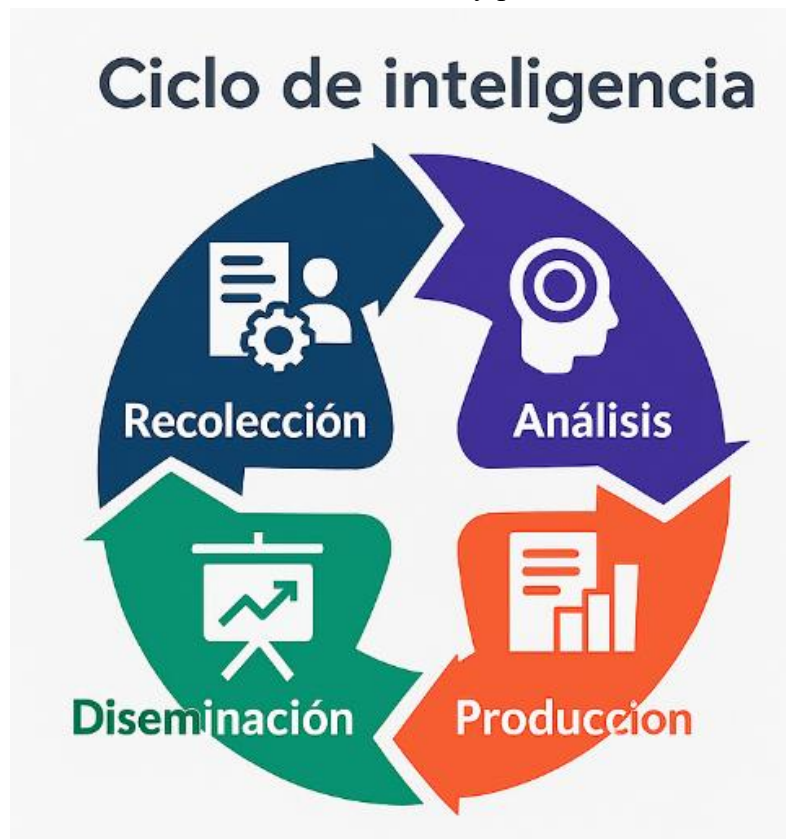 Ciclo de inteligencia
Recolección
Análisis
Diseminación
Produccion